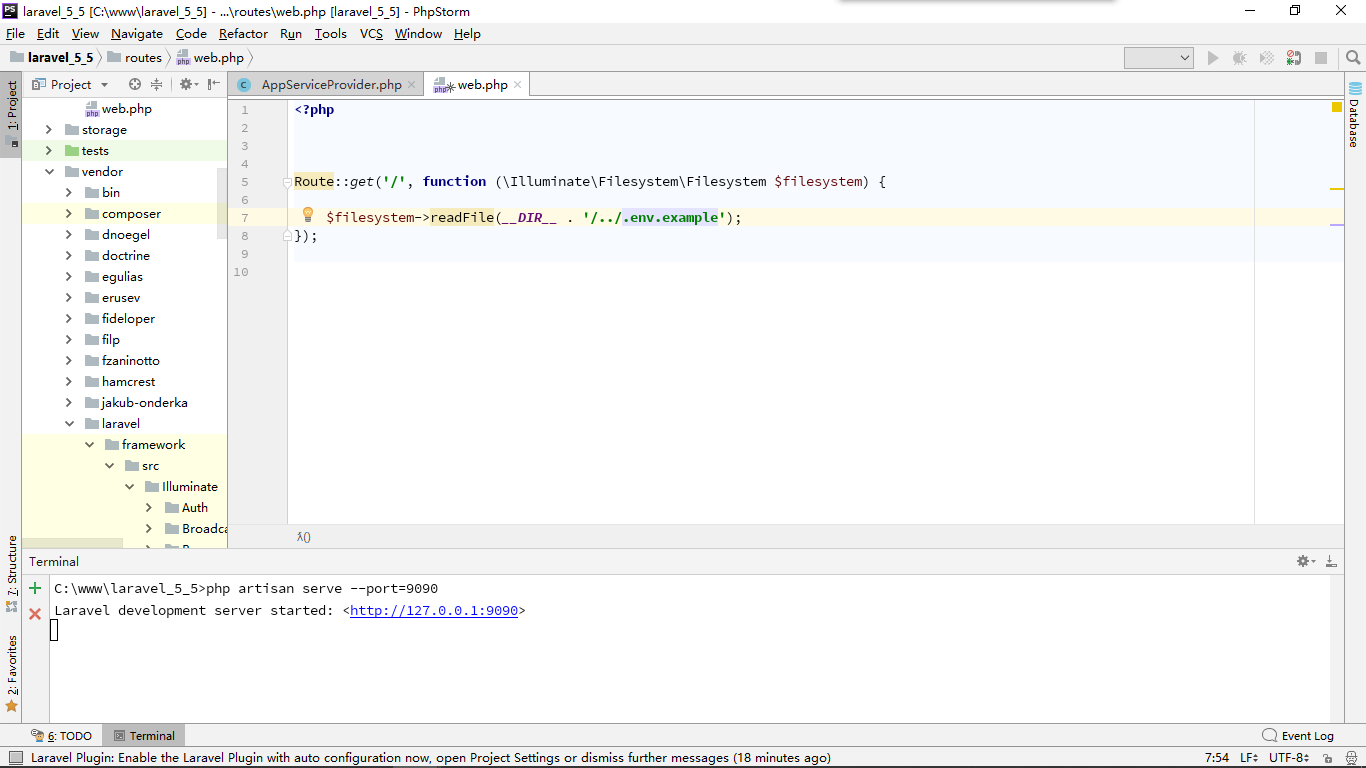 laravel_5_5 [C:\www\laravel_5_5] - ...\routes\web.php [laravel_5_5] - PhpStorm
File Edit View Navigate Code Refactor Run Tools VCS Window Help
laravel_5_5 routes web.php
1: Project
Project
AppServiceProvider.php
web.php
web.php
storage
tests
vendor
bin
composer
dnoegel
doctrine
egulias
erusev
fideloper
filp
fzaninotto
hamcrest
jakub-onderka
laravel
framework
src
Illuminate
Auth
Broadca
1 <?php
2
3
4
5 Route::get('/', function (\Illuminate\Filesystem\Filesystem $filesystem) {
6
7 $filesystem->readFile(__DIR__ . '/../.env.example');
8 });
9
10
λ()
Database
7: Structure
2: Favorites
Terminal
C:\www\laravel_5_5>php artisan serve --port=9090
Laravel development server started: <http://127.0.0.1:9090>
6: TODO Terminal Event Log
Laravel Plugin: Enable the Laravel Plugin with auto configuration now, open Project Settings or dismiss further messages (18 minutes ago) 7:54 LF UTF-8